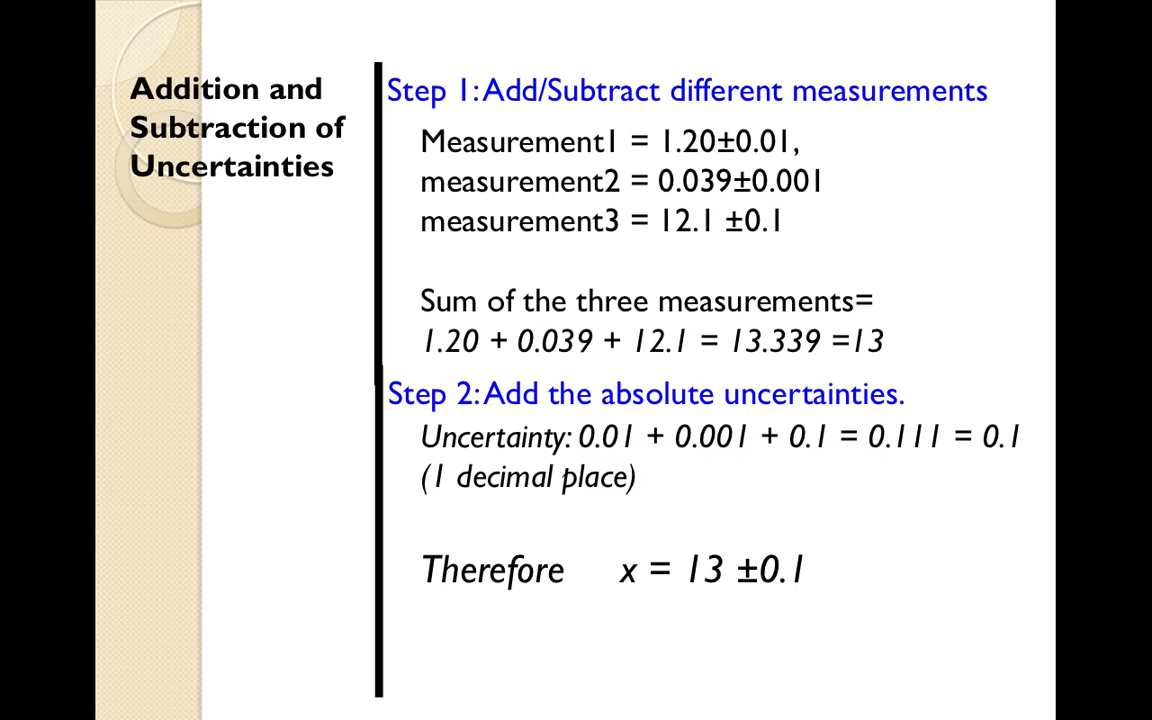 Addition and
Subtraction of
Uncertainties
Step 1: Add/Subtract different measurements
Measurement1 = 1.20±0.01,
measurement2 = 0.039±0.001
measurement3 = 12.1 ±0.1
Sum of the three measurements=
1.20 + 0.039 + 12.1 = 13.339 =13
Step 2: Add the absolute uncertainties.
Uncertainty: 0.01 + 0.001 + 0.1 = 0.111 = 0.1
(1 decimal place)
Therefore x = 13 ±0.1